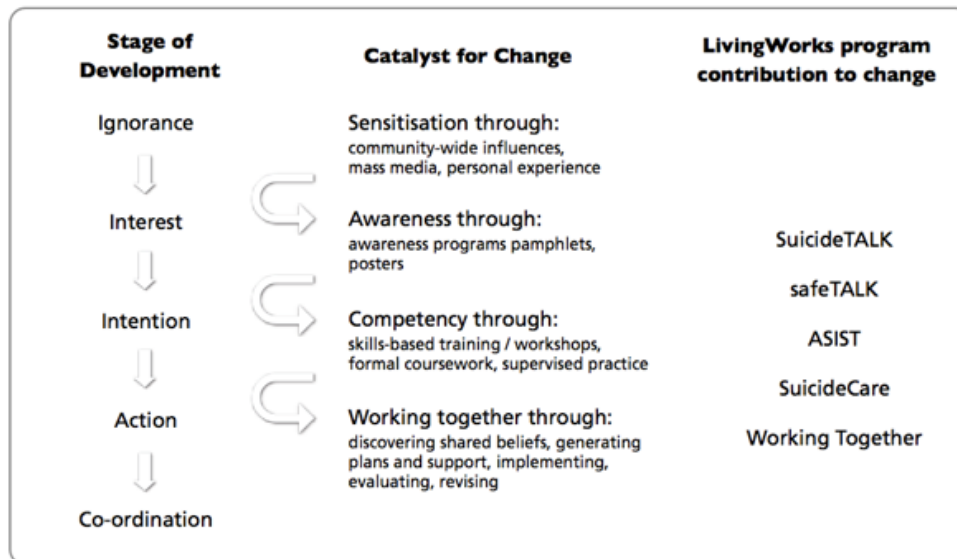 Stage of
Development
Catalyst for Change
LivingWorks program
contribution to change
Ignorance
Interest
Intention
Action
Co-ordination
Sensitisation through:
community-wide influences,
mass media, personal experience
Awareness through:
awareness programs pamphlets,
posters
Competency through:
skills-based training / workshops,
formal coursework, supervised practice
Working together through:
discovering shared beliefs, generating
plans and support, implementing,
evaluating, revising
SuicideTALK
safeTALK
ASIST
SuicideCare
Working Together